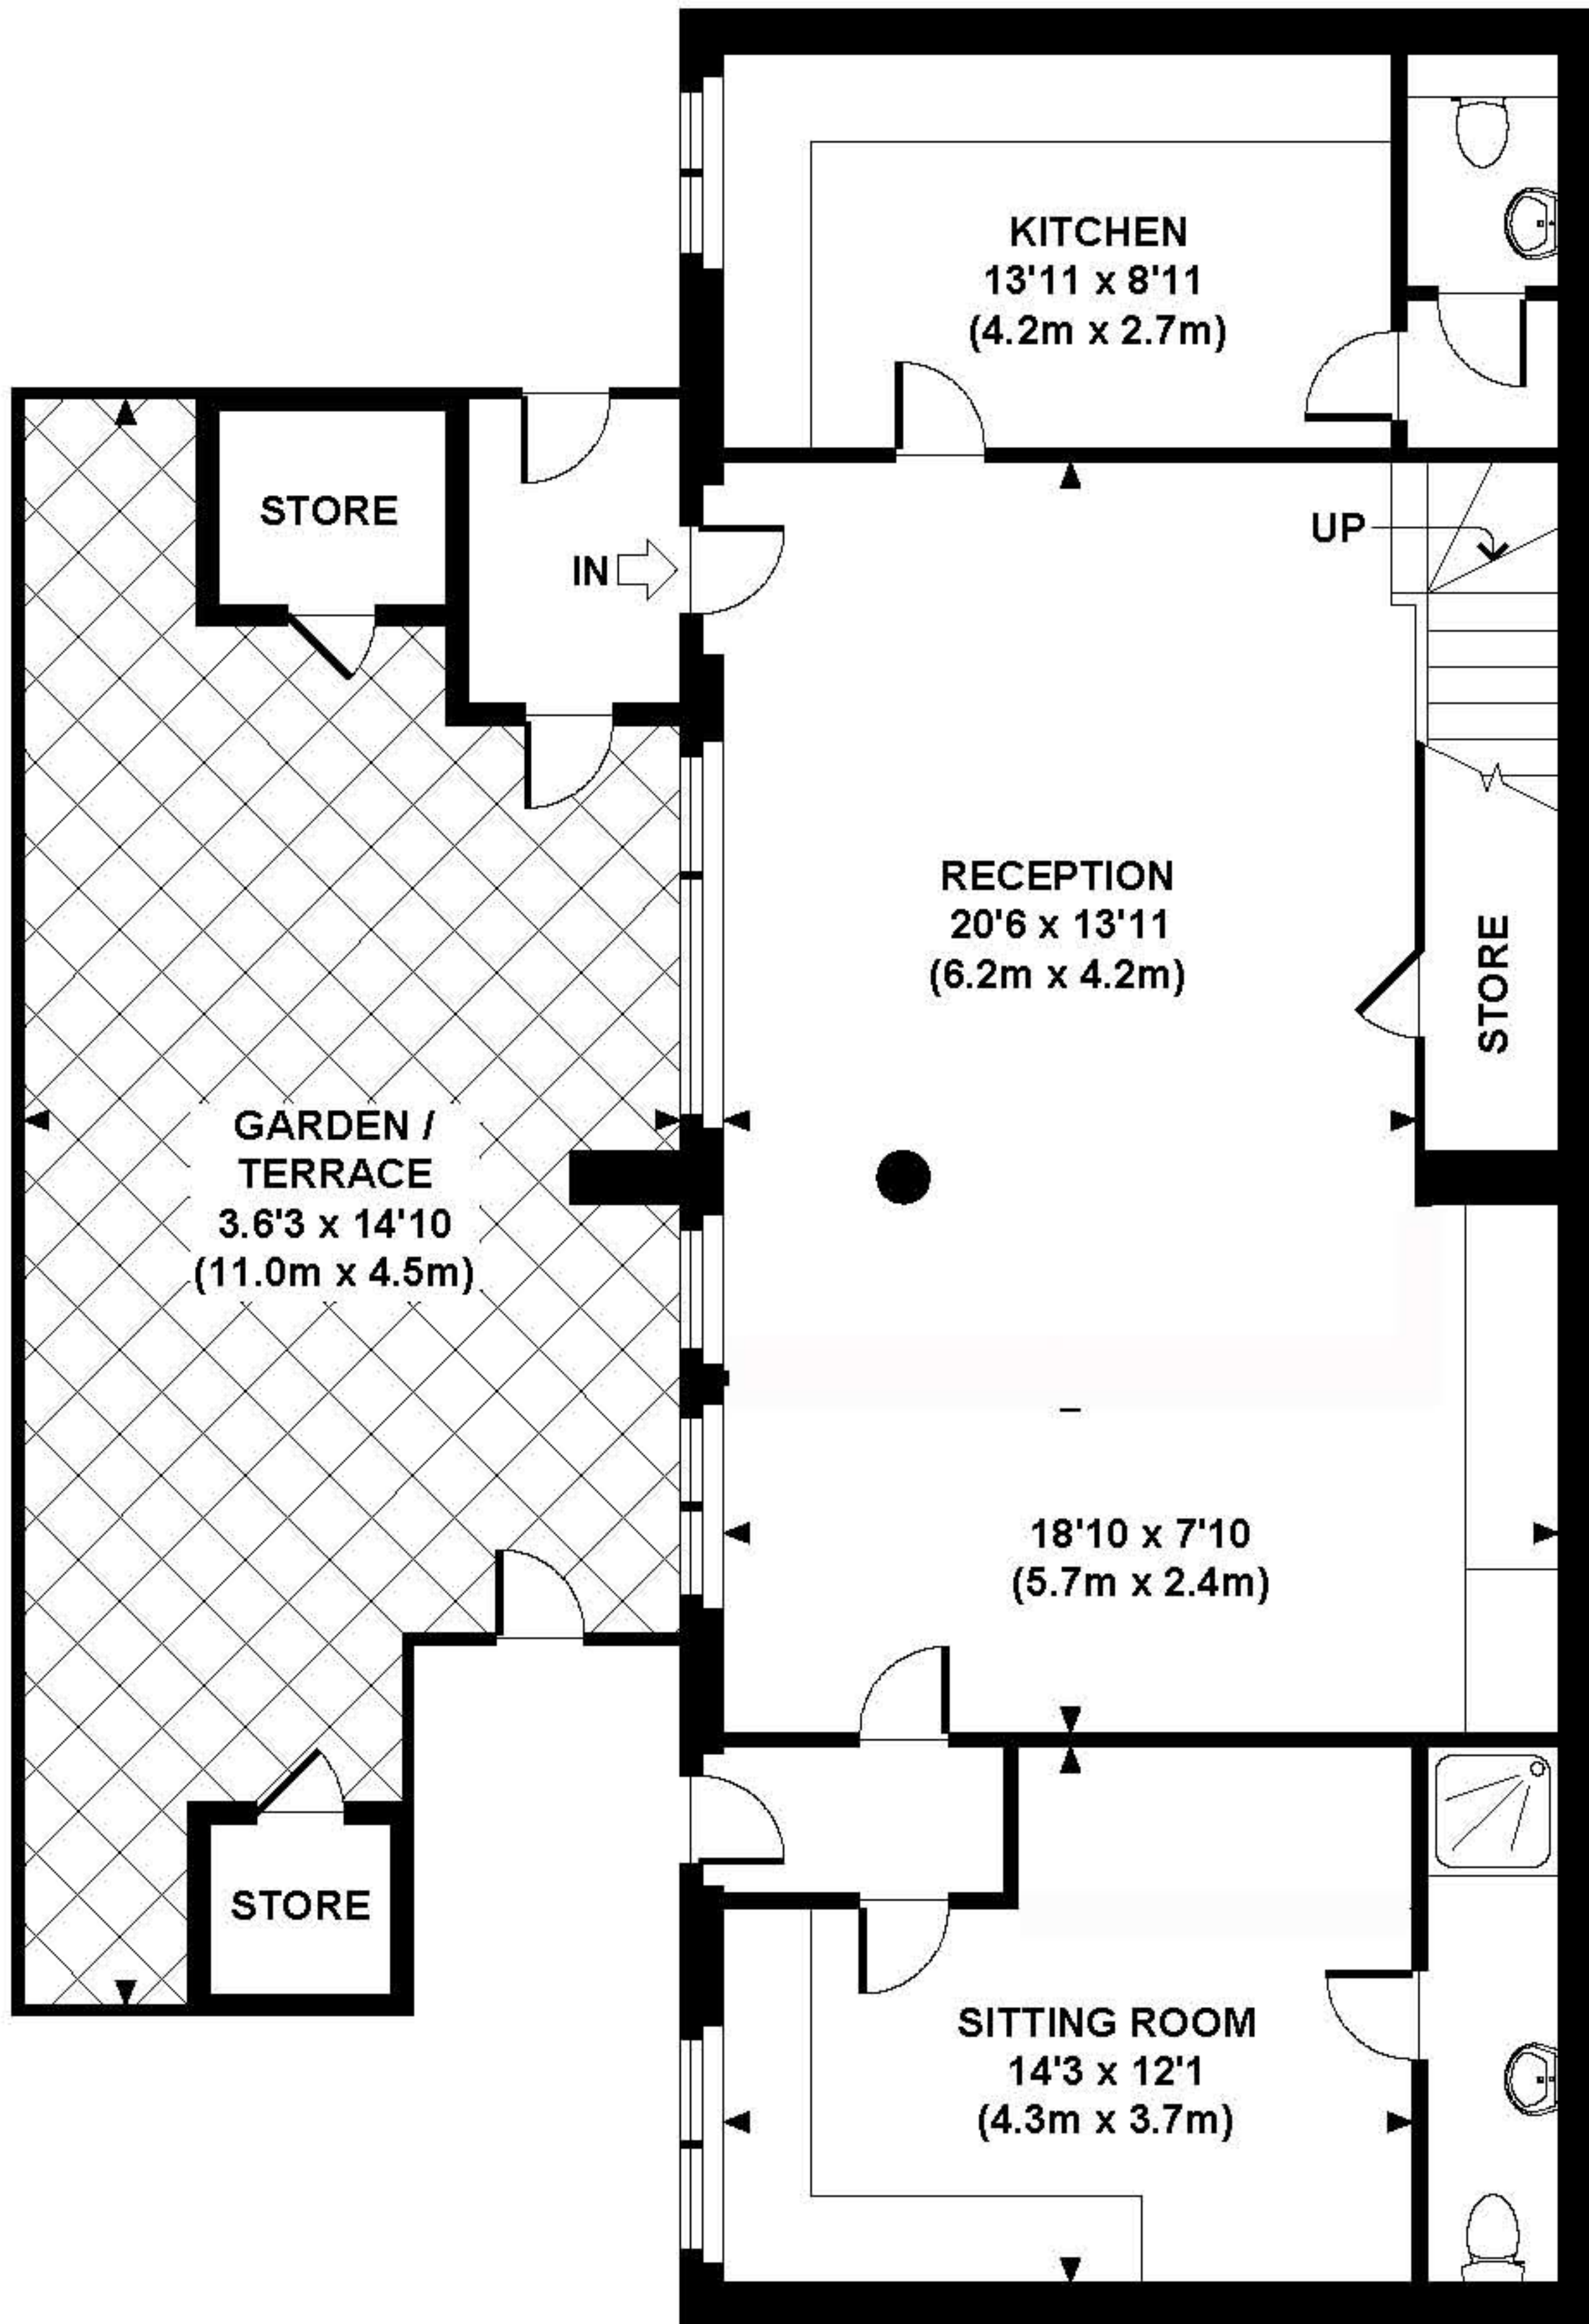 KITCHEN
13'11 x 8'11
(4.2m x 2.7m)
STORE
IN
UP
RECEPTION
20'6 x 13'11
(6.2m x 4.2m)
STORE
GARDEN /
TERRACE
3.6'3 x 14'10
(11.0m x 4.5m)
18'10 x 7'10
(5.7m x 2.4m)
STORE
SITTING ROOM
14'3 x 12'1
(4.3m x 3.7m)